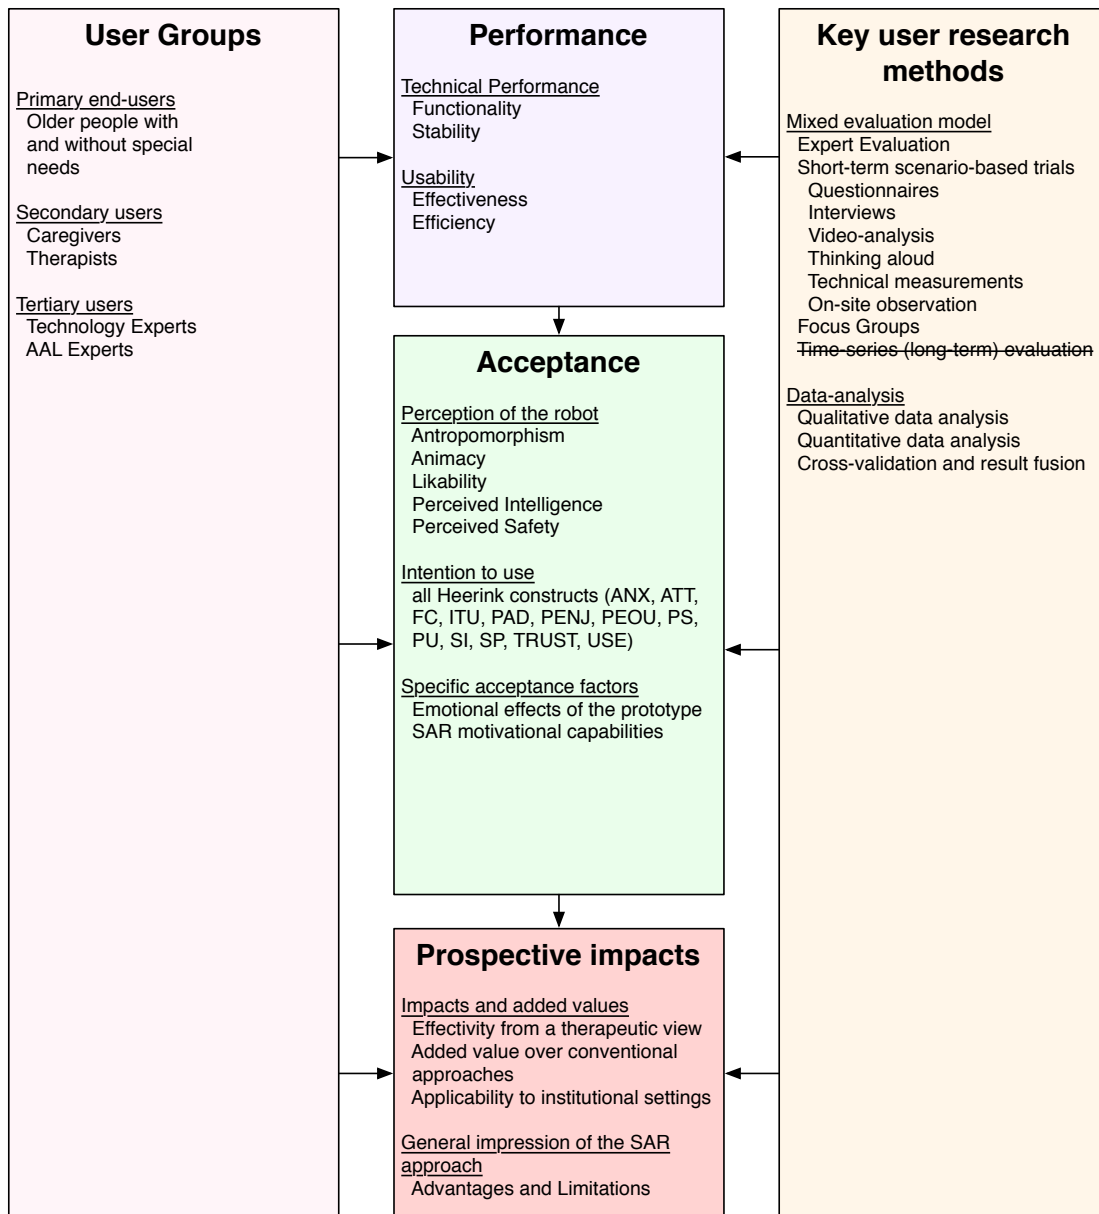 User Groups
Primary end-users
Older people with
and without special
needs
Secondary users
Caregivers
Therapists
Tertiary users
Technology Experts
AAL Experts
Performance
Technical Performance
Functionality
Stability
Usability
Effectiveness
Efficiency
Acceptance
Perception of the robot
Antropomorphism
Animacy
Likability
Perceived Intelligence
Perceived Safety
Intention to use
all Heerink constructs (ANX, ATT,
FC, ITU, PAD, PENJ, PEOU, PS,
PU, SI, SP, TRUST, USE)
Specific acceptance factors
Emotional effects of the prototype
SAR motivational capabilities
Prospective impacts
Impacts and added values
Effectivity from a therapeutic view
Added value over conventional
approaches
Applicability to institutional settings
General impression of the SAR
approach
Advantages and Limitations
Key user research
methods
Mixed evaluation model
Expert Evaluation
Short-term scenario-based trials
Questionnaires
Interviews
Video-analysis
Thinking aloud
Technical measurements
On-site observation
Focus Groups
Time-series (long-term) evaluation
Data-analysis
Qualitative data analysis
Quantitative data analysis
Cross-validation and result fusion